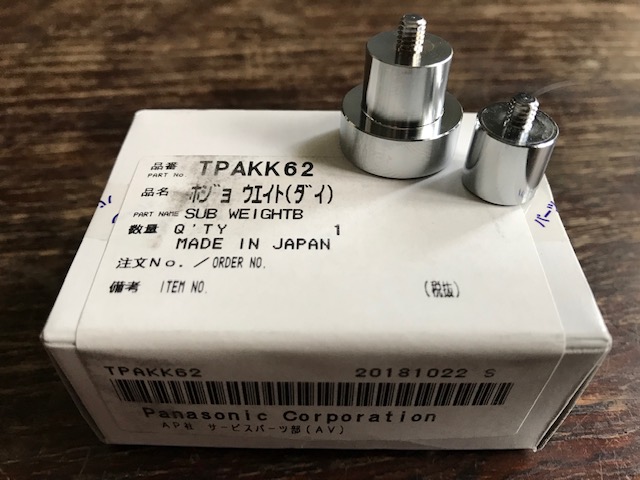 品番 TPAKK62
PART No
品名 ﾎｼﾞｮ ｳｴｲﾄ(ﾀﾞｲ)
PART NAME SUB WEIGHTB
数量 Q'TY 1
MADE IN JAPAN
注文No.／ORDER NO.
備考 ITEM NO. (税抜)
TPAKK62 20181022 S
Panasonic Corporation
AP社 サービスパーツ部(AV)